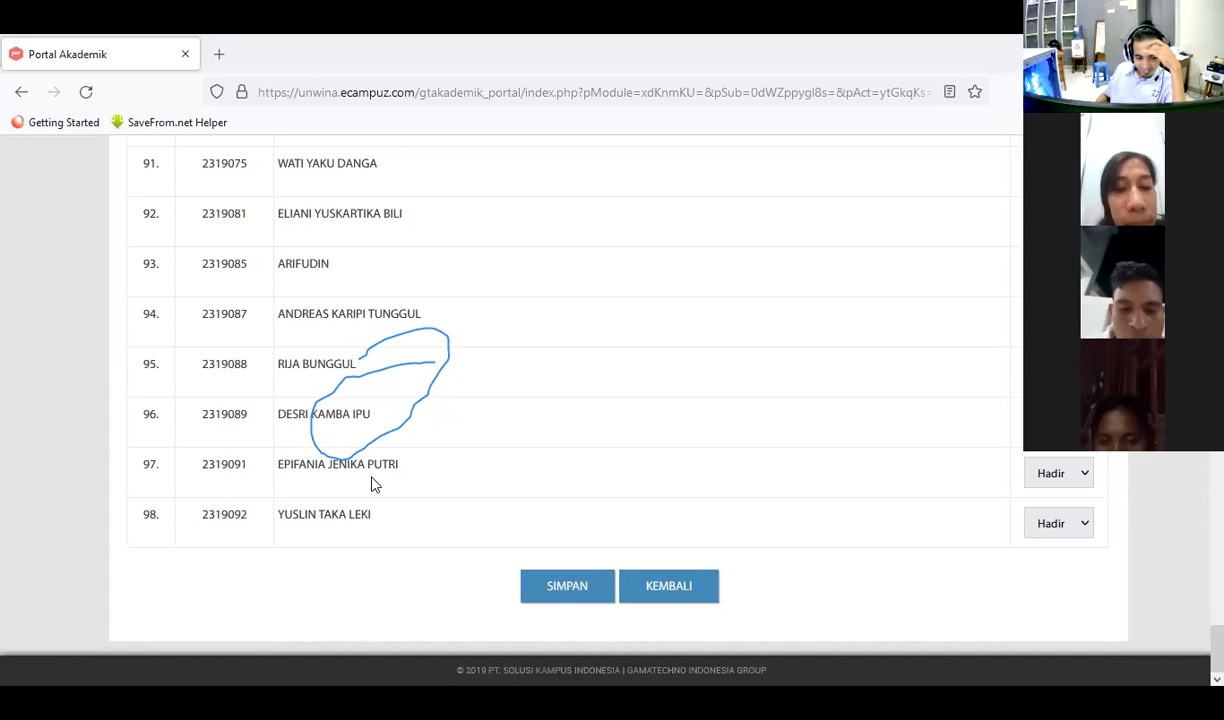 Portal Akademik
https://unwina.ecampuz.com/gtakademik_portal/index.php?pModule=xdKnmKU=&pSub=0dWZppygl8s=&pAct=ytGkqKs=
Getting Started
SaveFrom.net Helper
91. 2319075 WATI YAKU DANGA
92. 2319081 ELIANI YUSKARTIKA BILI
93. 2319085 ARIFUDIN
94. 2319087 ANDREAS KARIPI TUNGGUL
95. 2319088 RIJA BUNGGUL
96. 2319089 DESRI KAMBA IPU
97. 2319091 EPIFANIA JENIKA PUTRI Hadir
98. 2319092 YUSLIN TAKA LEKI Hadir
SIMPAN KEMBALI
© 2019 PT. SOLUSI KAMPUS INDONESIA | GAMATECHNO INDONESIA GROUP